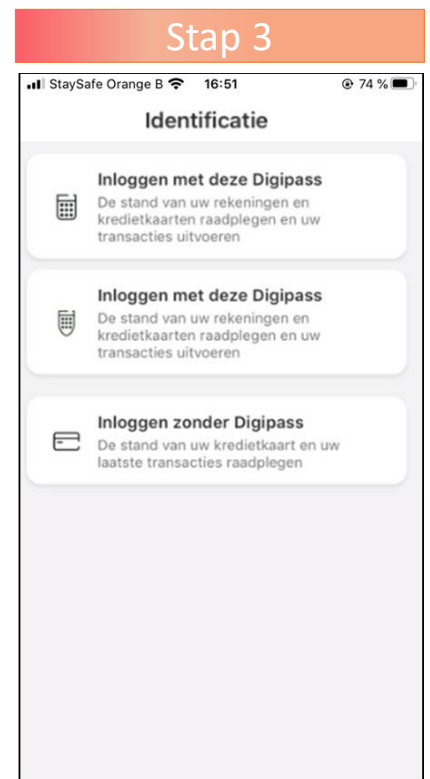 Stap 3
StaySafe Orange B 16:51 74 %
Identificatie
Inloggen met deze Digipass
De stand van uw rekeningen en
kredietkaarten raadplegen en uw
transacties uitvoeren
Inloggen met deze Digipass
De stand van uw rekeningen en
kredietkaarten raadplegen en uw
transacties uitvoeren
Inloggen zonder Digipass
De stand van uw kredietkaart en uw
laatste transacties raadplegen